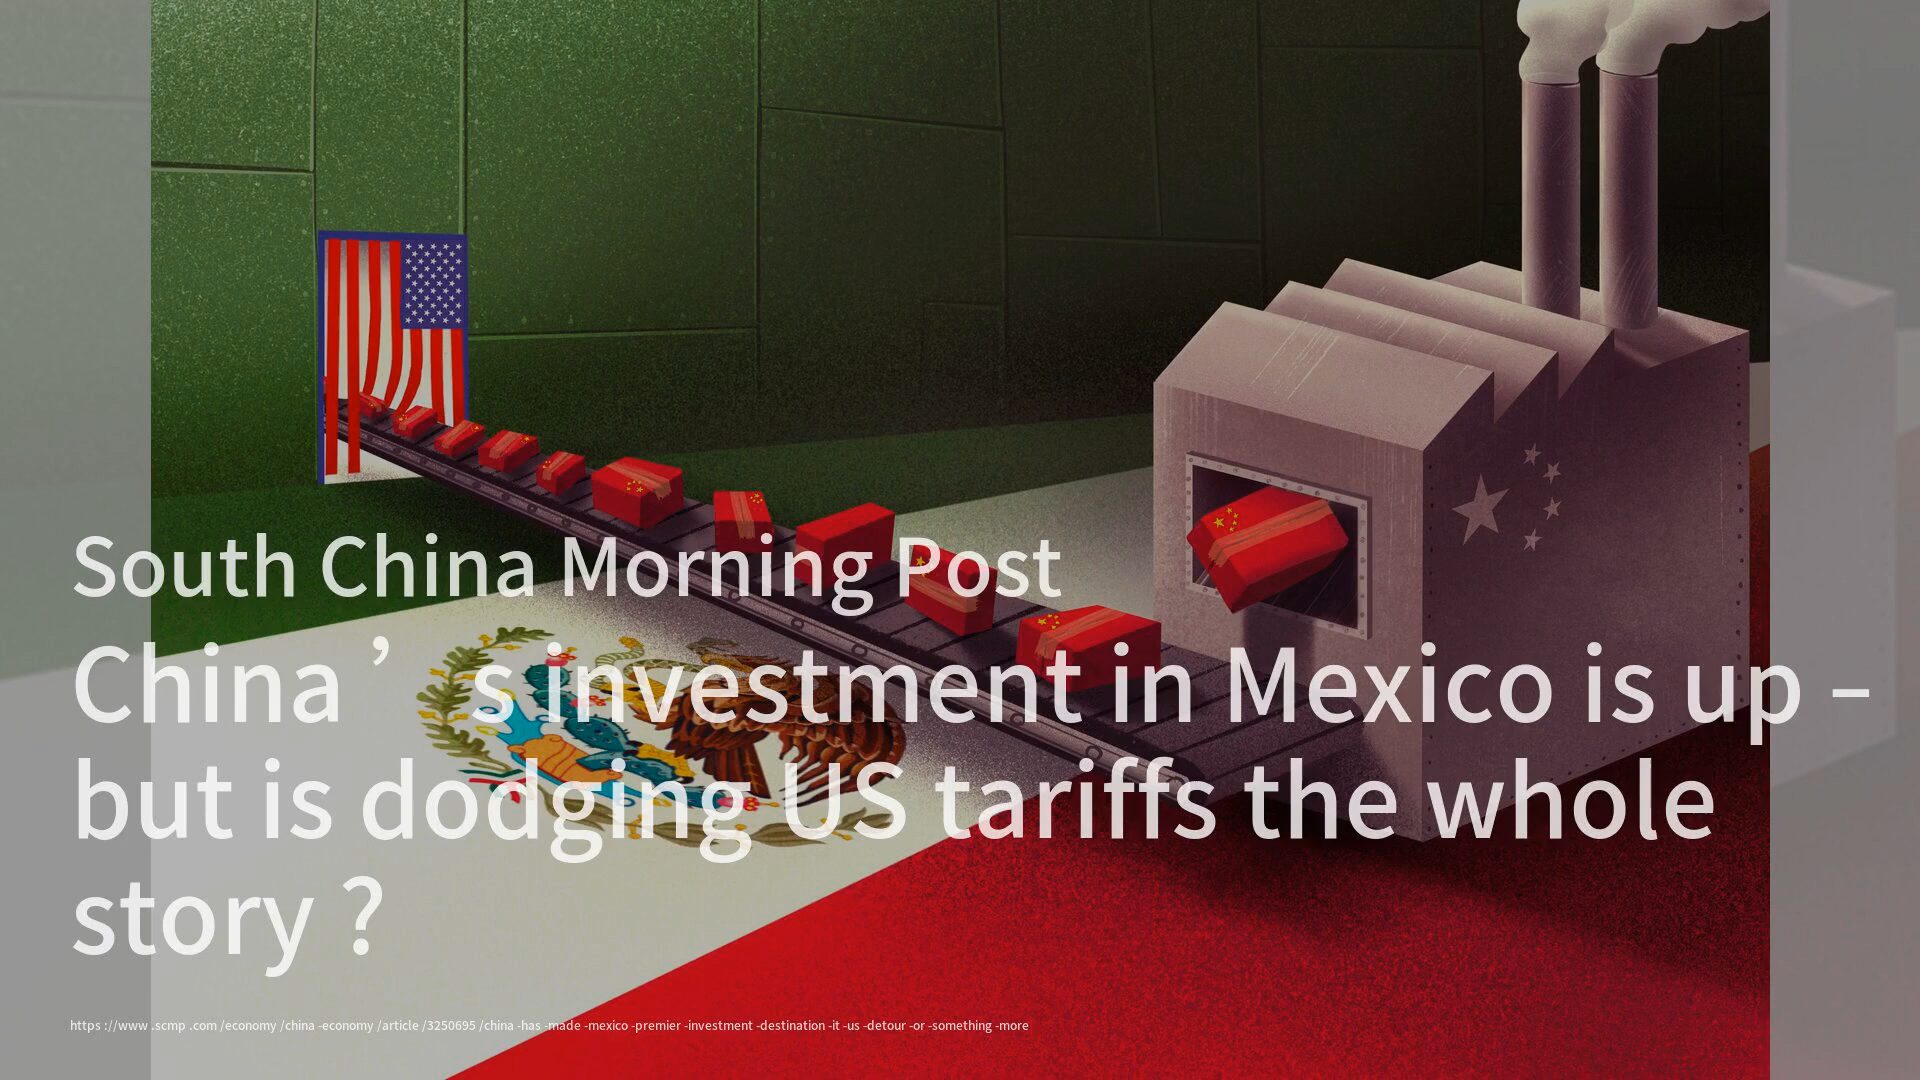 South China Morning Post
China’s investment in Mexico is up –
but is dodging US tariffs the whole
story ?
https ://www .scmp .com /economy /china -economy /article /3250695 /china -has -made -mexico -premier -investment -destination -it -us -detour -or -something -more